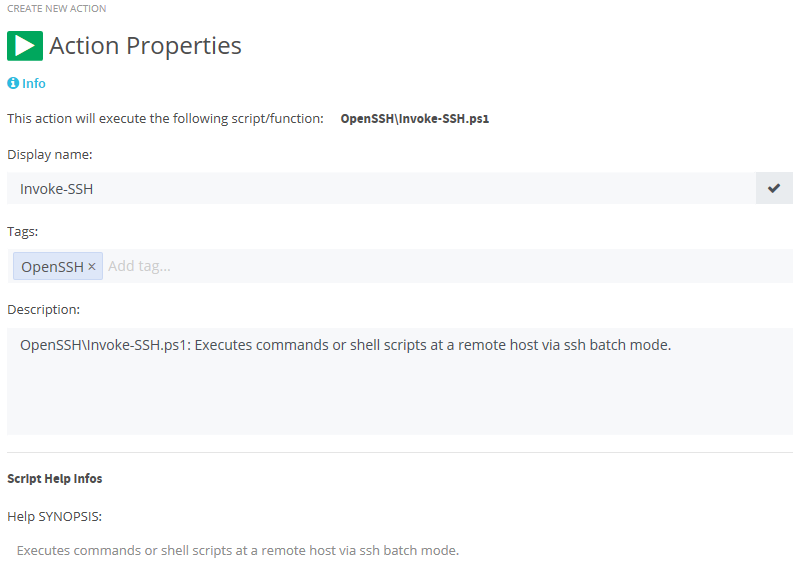 CREATE NEW ACTION
Action Properties
Info
This action will execute the following script/function: OpenSSH\Invoke-SSH.ps1
Display name:
Invoke-SSH
Tags:
OpenSSH × Add tag...
Description:
OpenSSH\Invoke-SSH.ps1: Executes commands or shell scripts at a remote host via ssh batch mode.
Script Help Infos
Help SYNOPSIS:
Executes commands or shell scripts at a remote host via ssh batch mode.